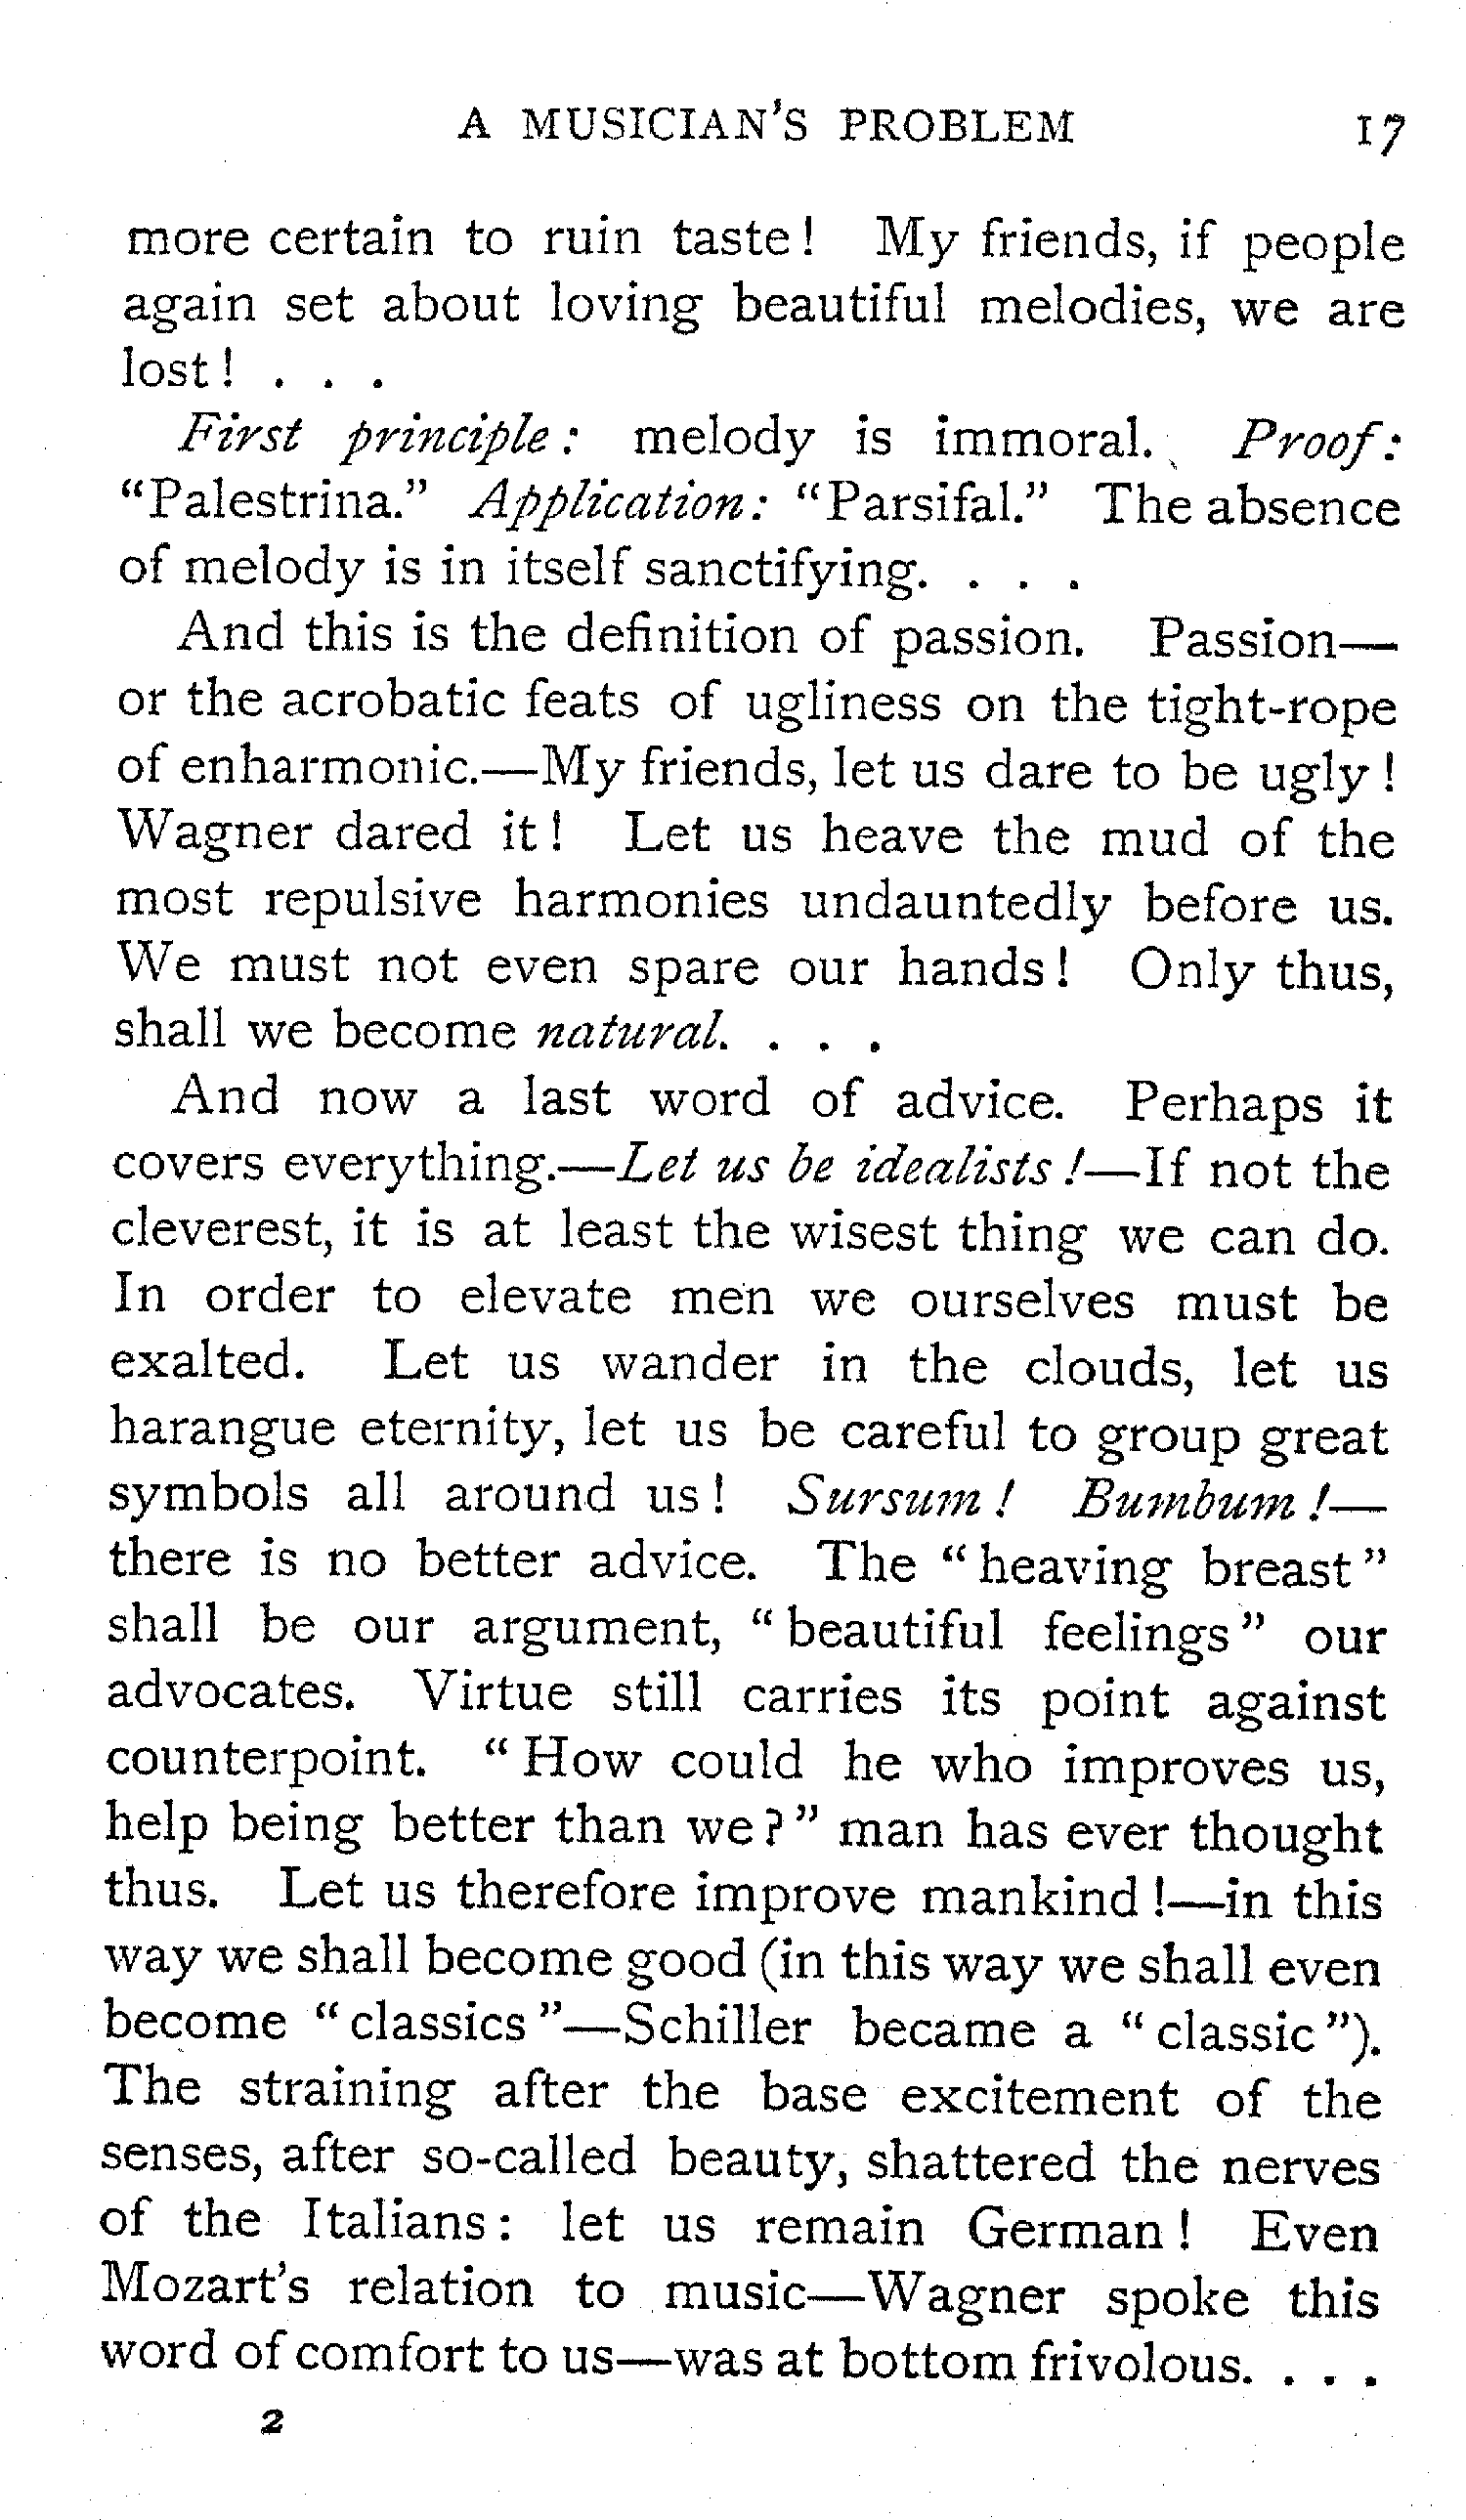 A MUSICIAN'S PROBLEM 17
more certain to ruin taste! My friends, if people
again set about loving beautiful melodies, we are
lost! . . .
First principle: melody is immoral. Proof:
“Palestrina.” Application: “Parsifal.” The absence
of melody is in itself sanctifying. . . .
And this is the definition of passion. Passion—
or the acrobatic feats of ugliness on the tight-rope
of enharmonic.—My friends, let us dare to be ugly!
Wagner dared it! Let us heave the mud of the
most repulsive harmonies undauntedly before us.
We must not even spare our hands! Only thus,
shall we become natural. . . .
And now a last word of advice. Perhaps it
covers everything.—Let us be idealists!—If not the
cleverest, it is at least the wisest thing we can do.
In order to elevate men we ourselves must be
exalted. Let us wander in the clouds, let us
harangue eternity, let us be careful to group great
symbols all around us! Sursum! Bumbum!—
there is no better advice. The “heaving breast”
shall be our argument, “beautiful feelings” our
advocates. Virtue still carries its point against
counterpoint. “How could he who improves us,
help being better than we?” man has ever thought
thus. Let us therefore improve mankind!—in this
way we shall become good (in this way we shall even
become “classics”—Schiller became a “classic”).
The straining after the base excitement of the
senses, after so-called beauty, shattered the nerves
of the Italians: let us remain German! Even
Mozart's relation to music—Wagner spoke this
word of comfort to us—was at bottom frivolous. . . .
2